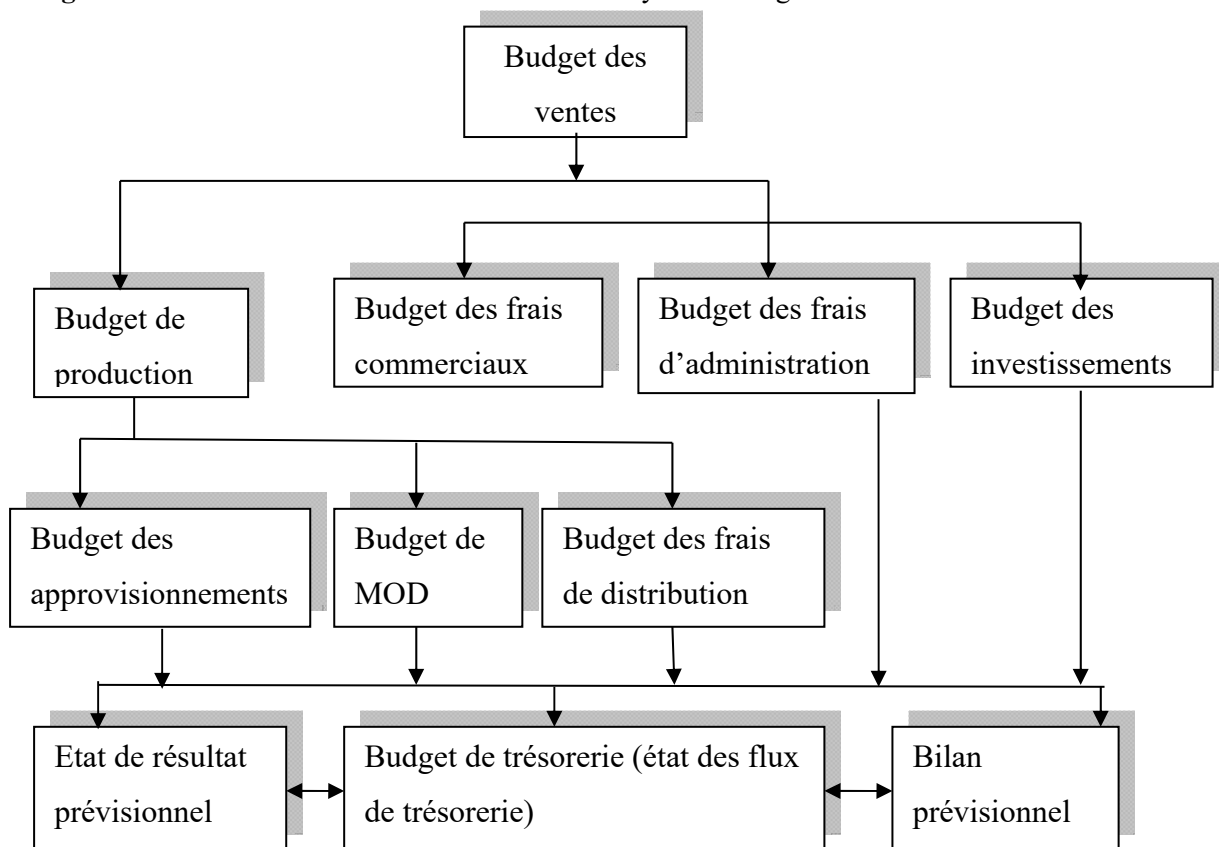 Budget des
ventes
Budget de
production
Budget des frais
commerciaux
Budget des frais
d’administration
Budget des
investissements
Budget des
approvisionnements
Budget de
MOD
Budget des frais
de distribution
Etat de résultat
prévisionnel
Budget de trésorerie (état des flux
de trésorerie)
Bilan
prévisionnel